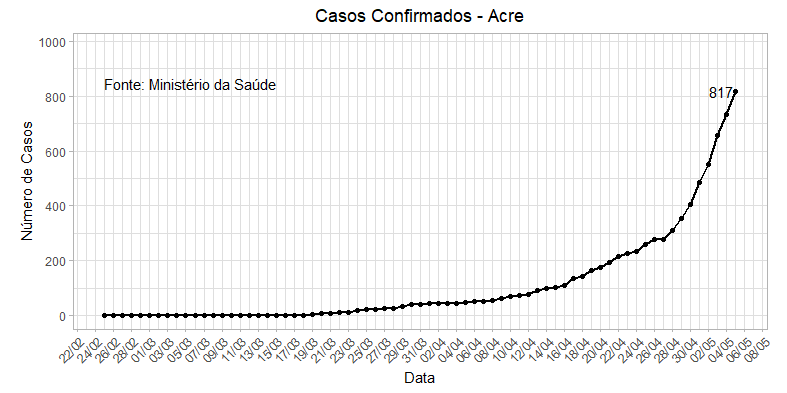 Casos Confirmados - Acre
1000
Fonte: Ministério da Saúde
817
800
600
400
200
0
Número de Casos
22/02 24/02 26/02 28/02 01/03 03/03 05/03 07/03 09/03 11/03 13/03 15/03 17/03 19/03 21/03 23/03 25/03 27/03 29/03 31/03 02/04 04/04 06/04 08/04 10/04 12/04 14/04 16/04 18/04 20/04 22/04 24/04 26/04 28/04 30/04 02/05 04/05 06/05 08/05
Data